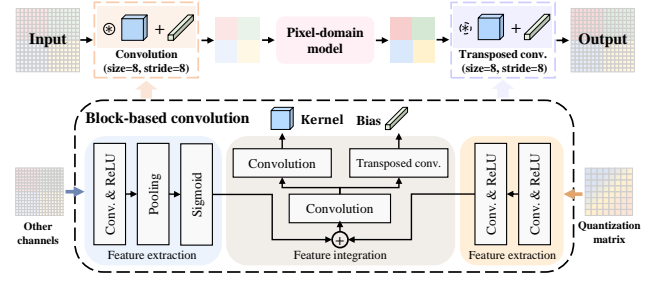 Input
Convolution
(size=8, stride=8)
Pixel-domain
model
Transposed conv.
(size=8, stride=8)
Output
Block-based convolution
Kernel
Bias
Conv. & ReLU
Pooling
Sigmoid
Convolution
Transposed conv.
Convolution
Conv. & ReLU
Conv. & ReLU
Other
channels
Quantization
matrix
Feature extraction
Feature integration
Feature extraction